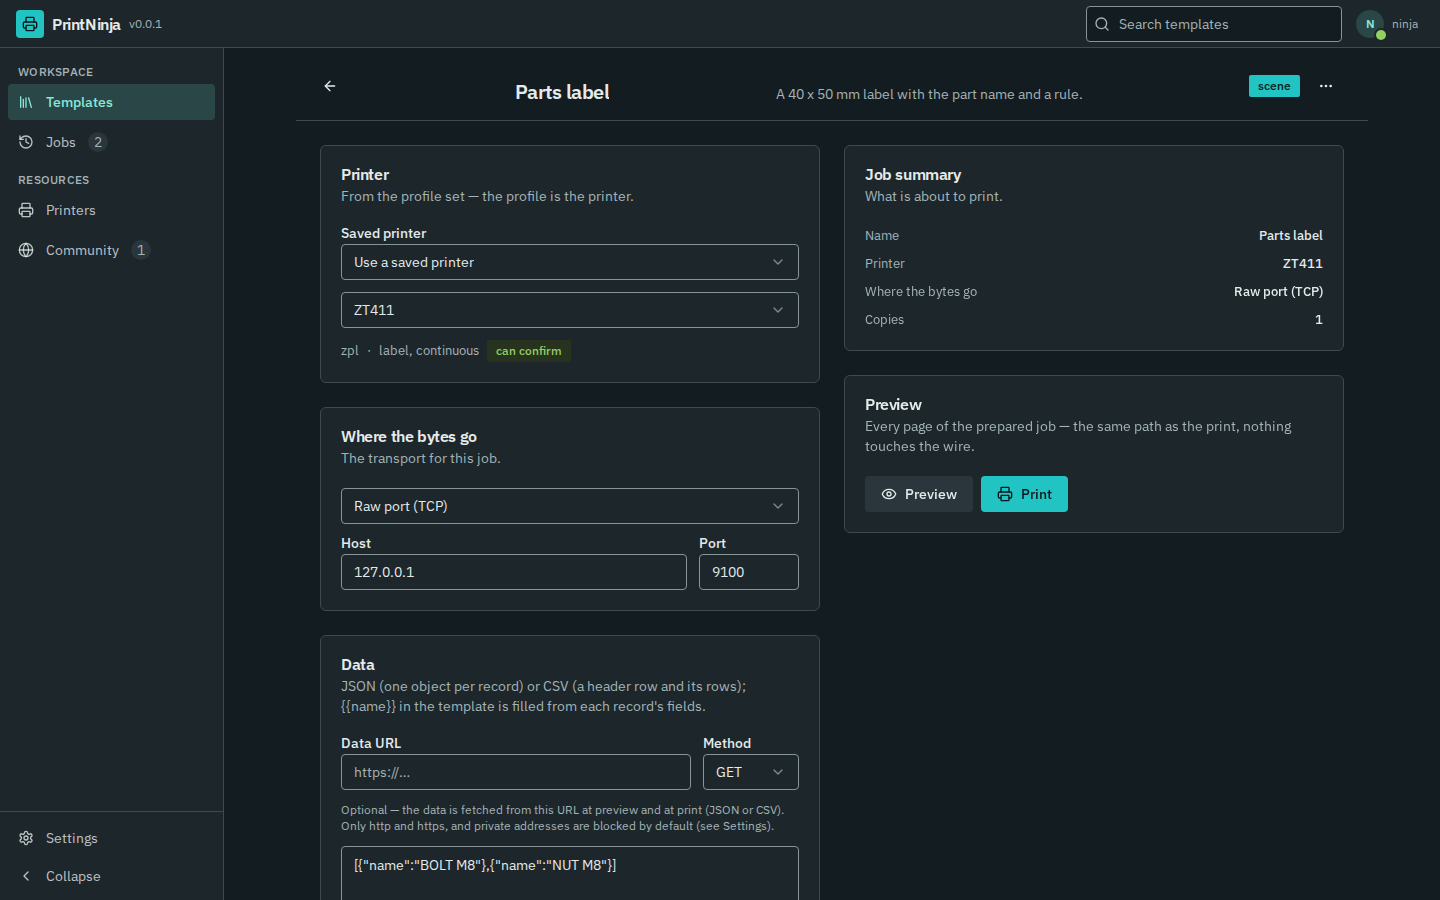 PrintNinja v0.0.1
Search templates
N
ninja
WORKSPACE
Templates
Jobs 2
RESOURCES
Printers
Community 1
Settings
Collapse
Parts label
A 40 x 50 mm label with the part name and a rule.
scene
Printer
From the profile set — the profile is the printer.
Saved printer
Use a saved printer
ZT411
zpl · label, continuous can confirm
Where the bytes go
The transport for this job.
Raw port (TCP)
Host
Port
127.0.0.1
9100
Data
JSON (one object per record) or CSV (a header row and its rows);
{{name}} in the template is filled from each record's fields.
Data URL
Method
https://...
GET
Optional — the data is fetched from this URL at preview and at print (JSON or CSV).
Only http and https, and private addresses are blocked by default (see Settings).
[{"name":"BOLT M8"},{"name":"NUT M8"}]
Job summary
What is about to print.
Name Parts label
Printer ZT411
Where the bytes go Raw port (TCP)
Copies 1
Preview
Every page of the prepared job — the same path as the print, nothing
touches the wire.
Preview
Print